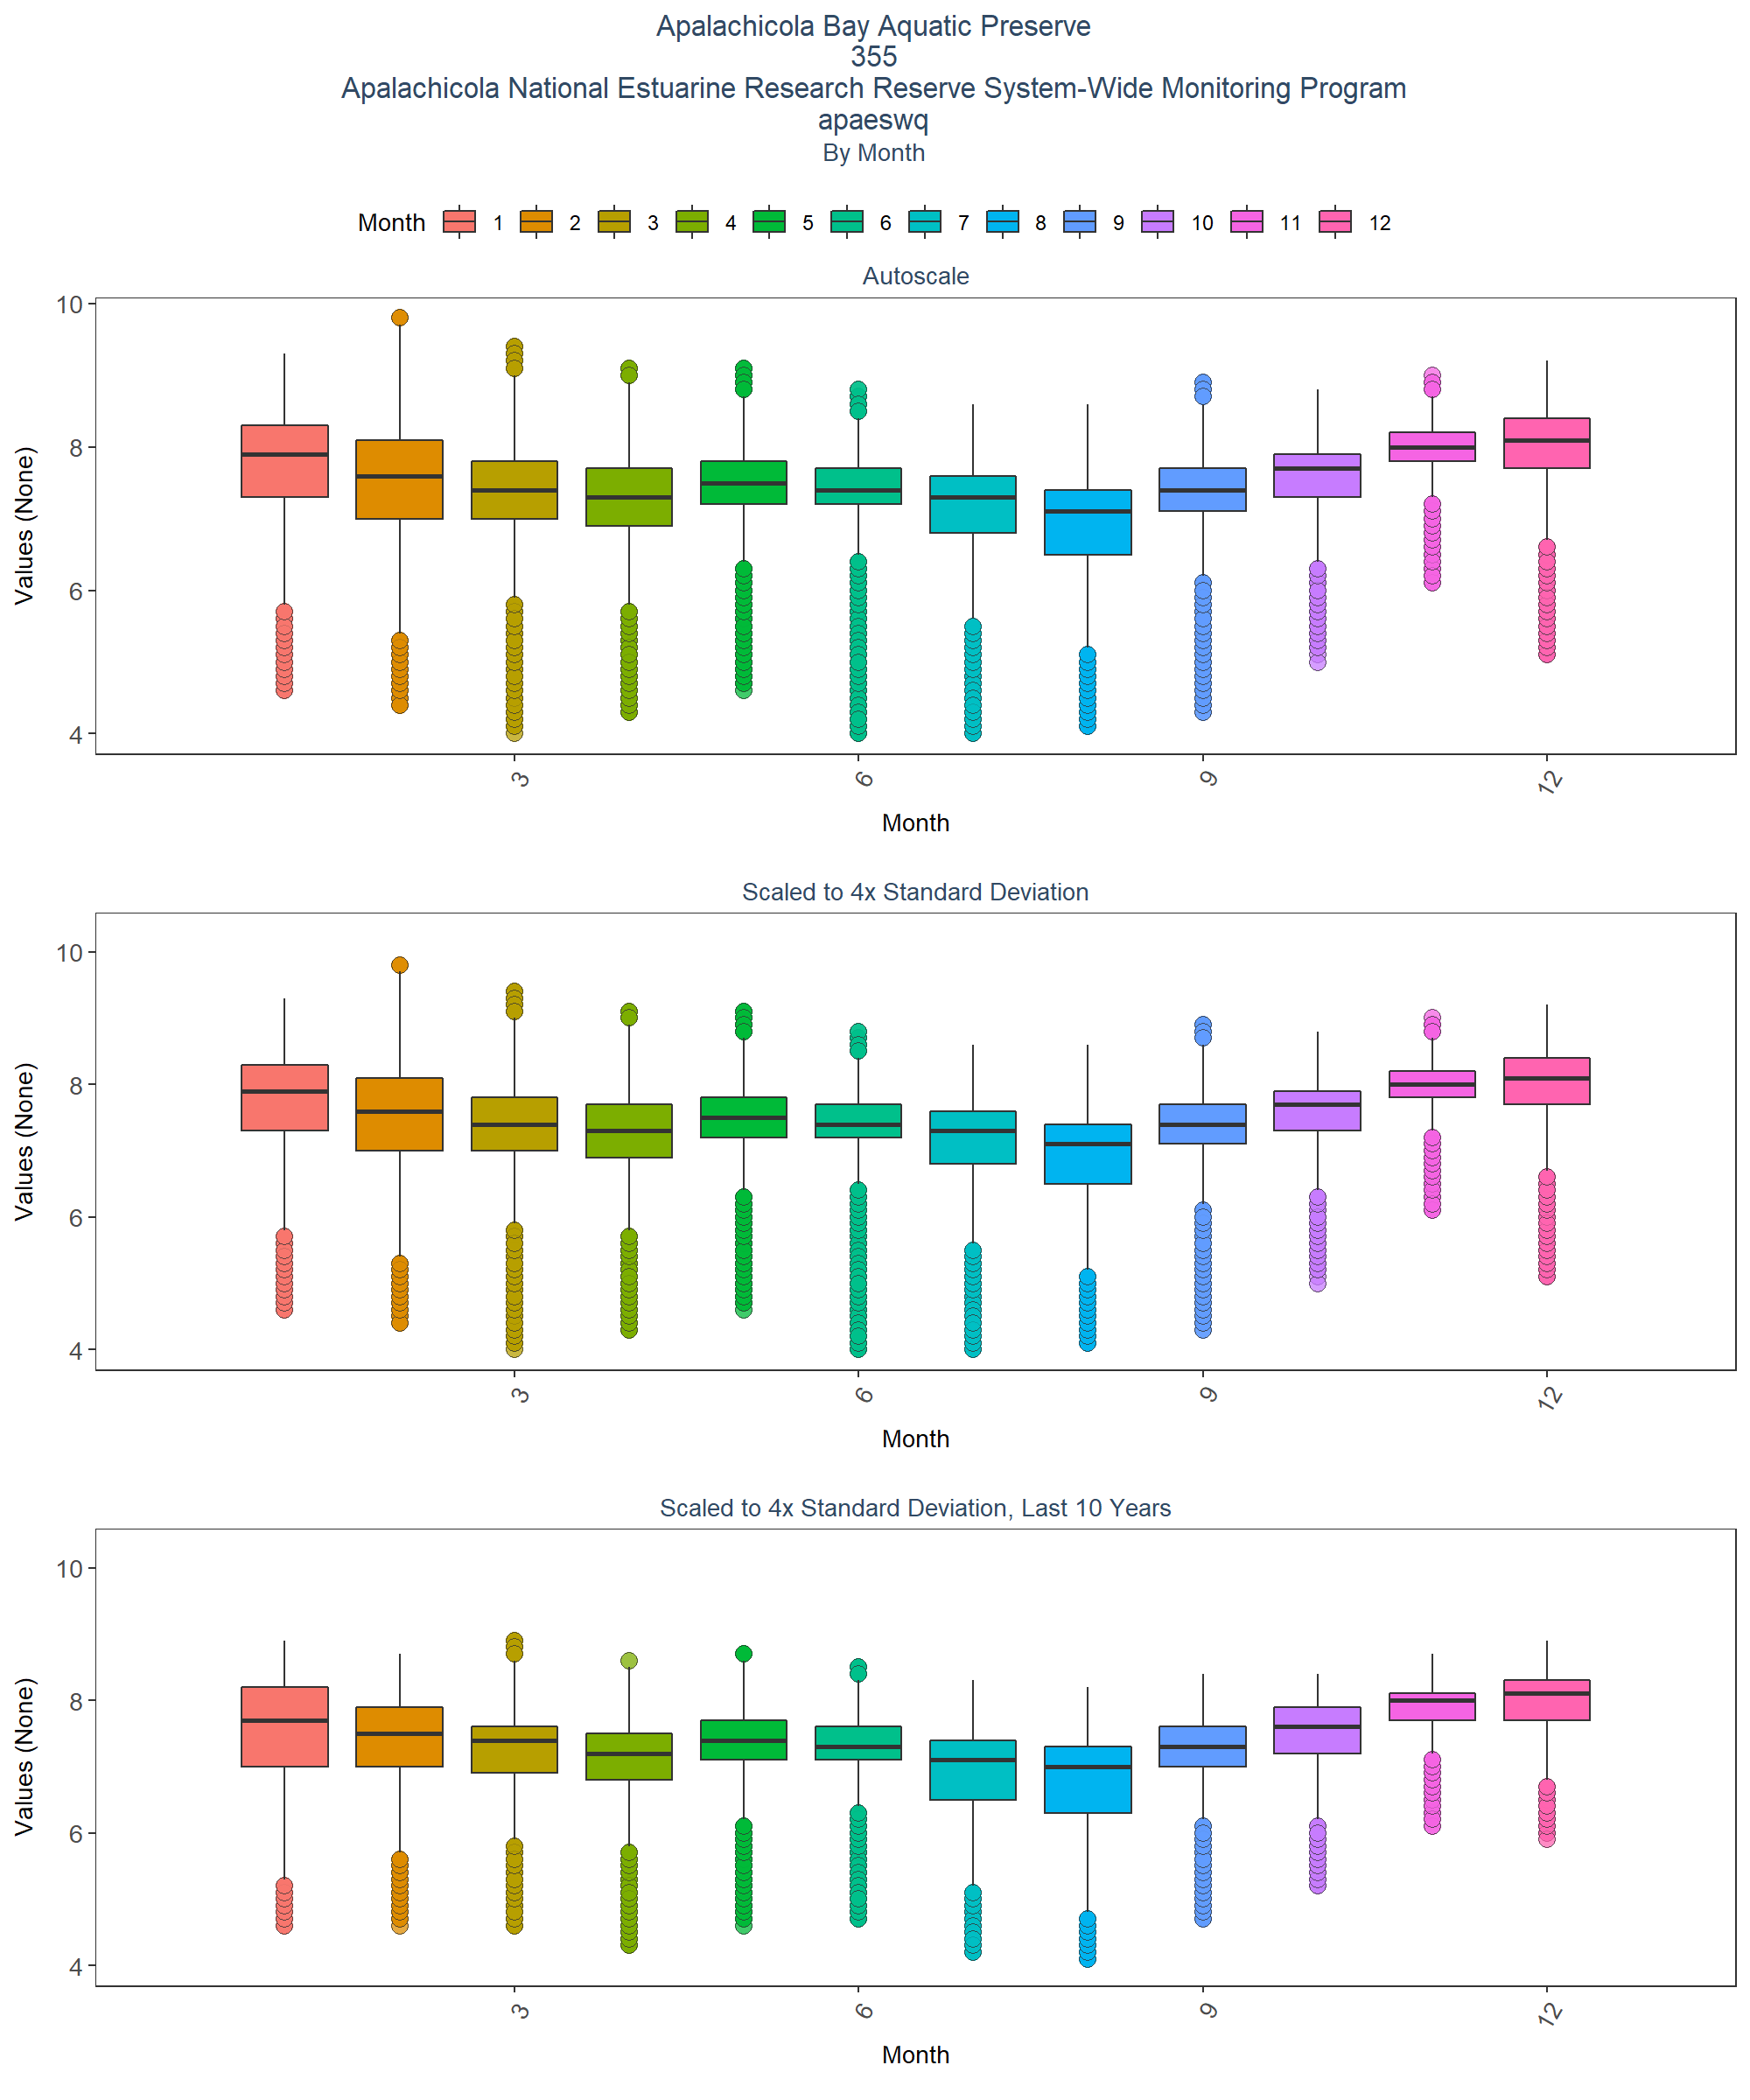 Apalachicola Bay Aquatic Preserve
355
Apalachicola National Estuarine Research Reserve System-Wide Monitoring Program
apaeswq
By Month
Month 1 2 3 4 5 6 7 8 9 10 11 12
Autoscale
10
8
6
4
Values (None)
3 6 9 12
Month
Scaled to 4x Standard Deviation
10
8
6
4
Values (None)
3 6 9 12
Month
Scaled to 4x Standard Deviation, Last 10 Years
10
8
6
4
Values (None)
3 6 9 12
Month